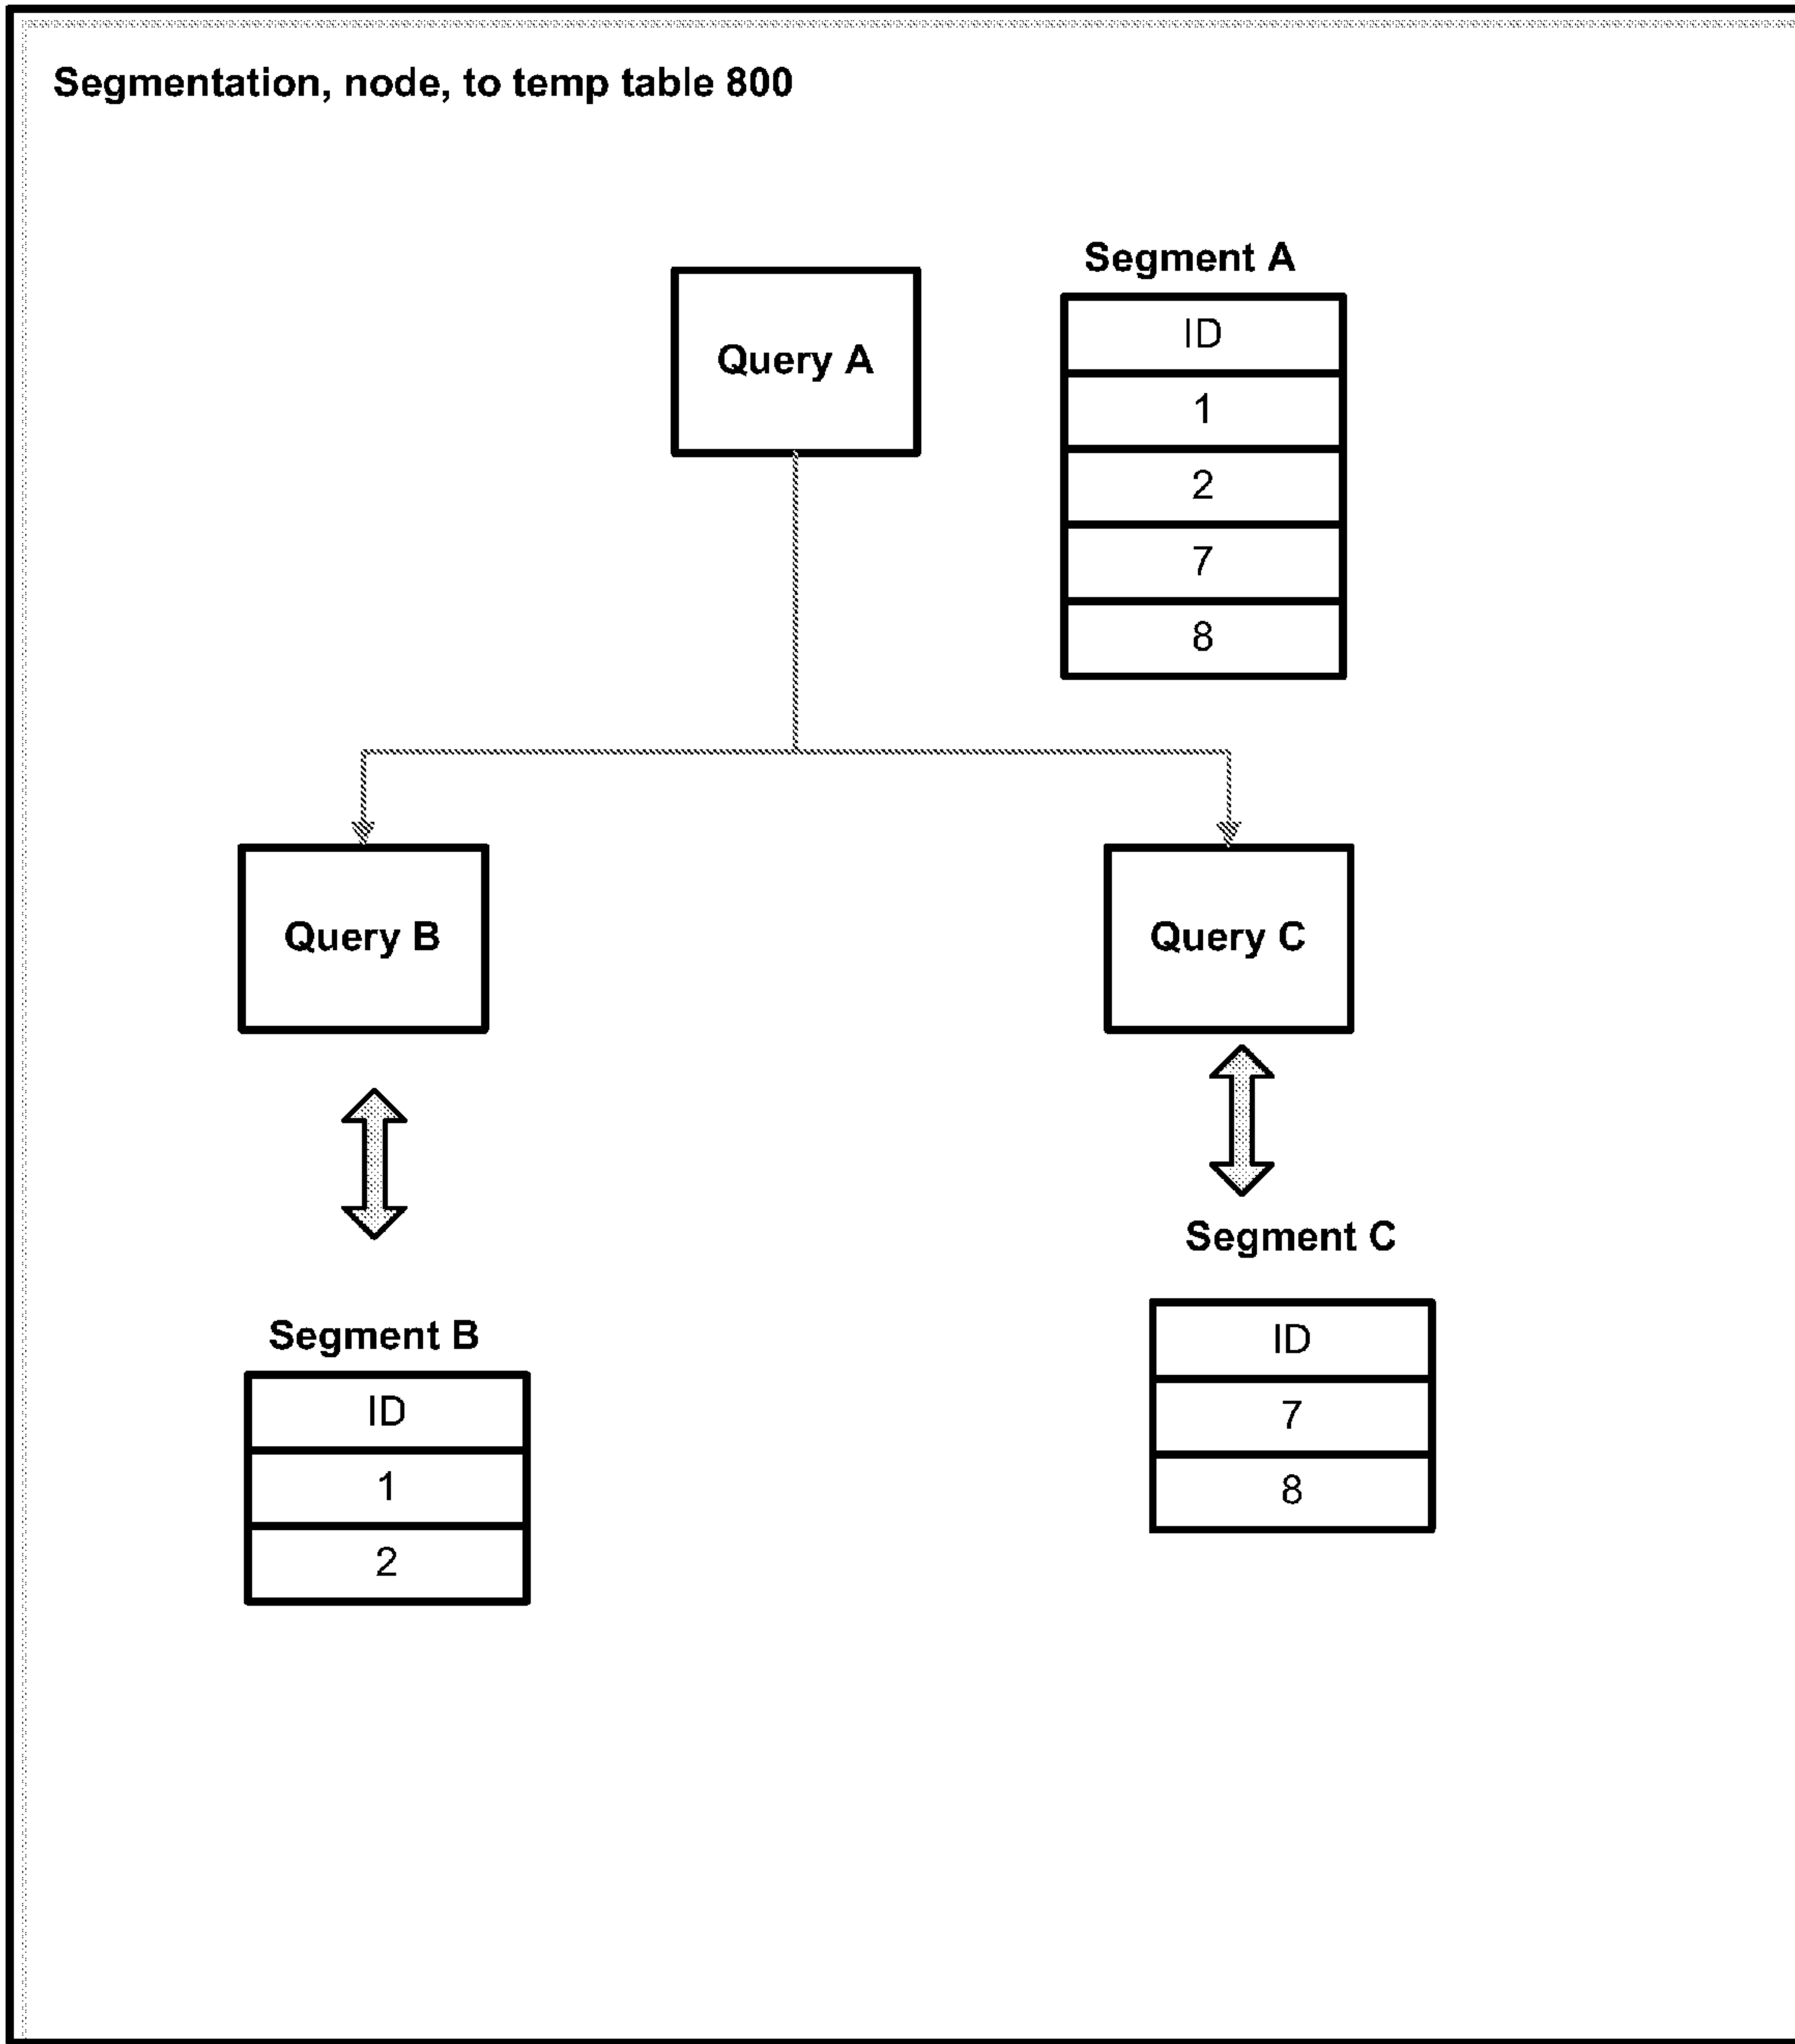 Segmentation, node, to temp table 800
Segment A
Query A
ID
1
2
7
8
Query B
Query C
Segment B
ID
1
2
Segment C
ID
7
8